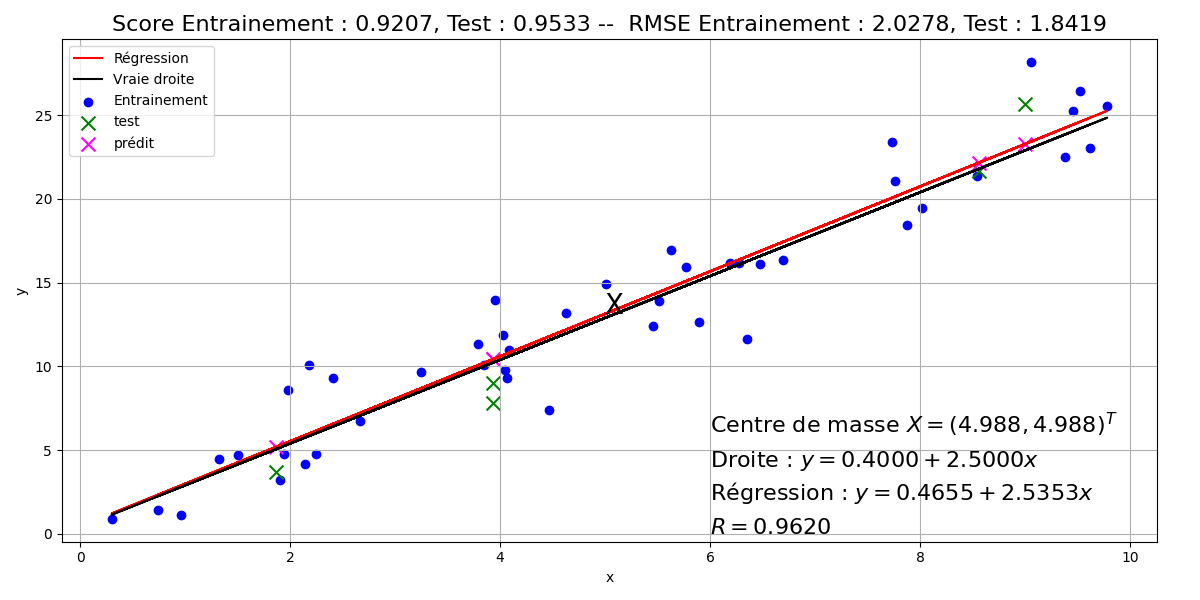 Score Entrainement : 0.9207, Test : 0.9533 --  RMSE Entrainement : 2.0278, Test : 1.8419
Régression
Vraie droite
Entrainement
test
prédit
25
20
15
10
5
0
y
X
Centre de masse X = (4.988, 4.988)^T
Droite : y = 0.4000 + 2.5000x
Régression : y = 0.4655 + 2.5353x
R = 0.9620
0 2 4 6 8 10
x